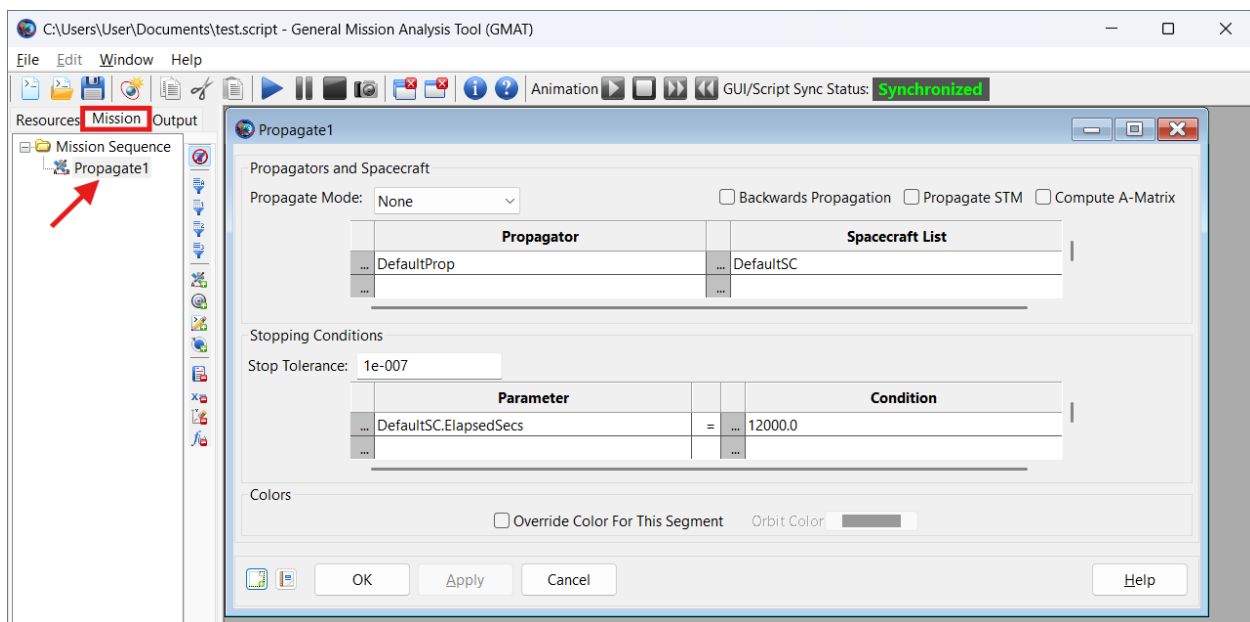 C:\Users\User\Documents\test.script - General Mission Analysis Tool (GMAT)
File Edit Window Help
Animation GUI/Script Sync Status: Synchronized
Resources Mission Output
Mission Sequence
Propagate1
Propagate1
Propagators and Spacecraft
Propagate Mode: None Backwards Propagation Propagate STM Compute A-Matrix
Propagator Spacecraft List
... DefaultProp ... DefaultSC
... ...
Stopping Conditions
Stop Tolerance: 1e-007
Parameter Condition
... DefaultSC.ElapsedSecs = ... 12000.0
... ...
Colors
Override Color For This Segment Orbit Color
OK Apply Cancel Help